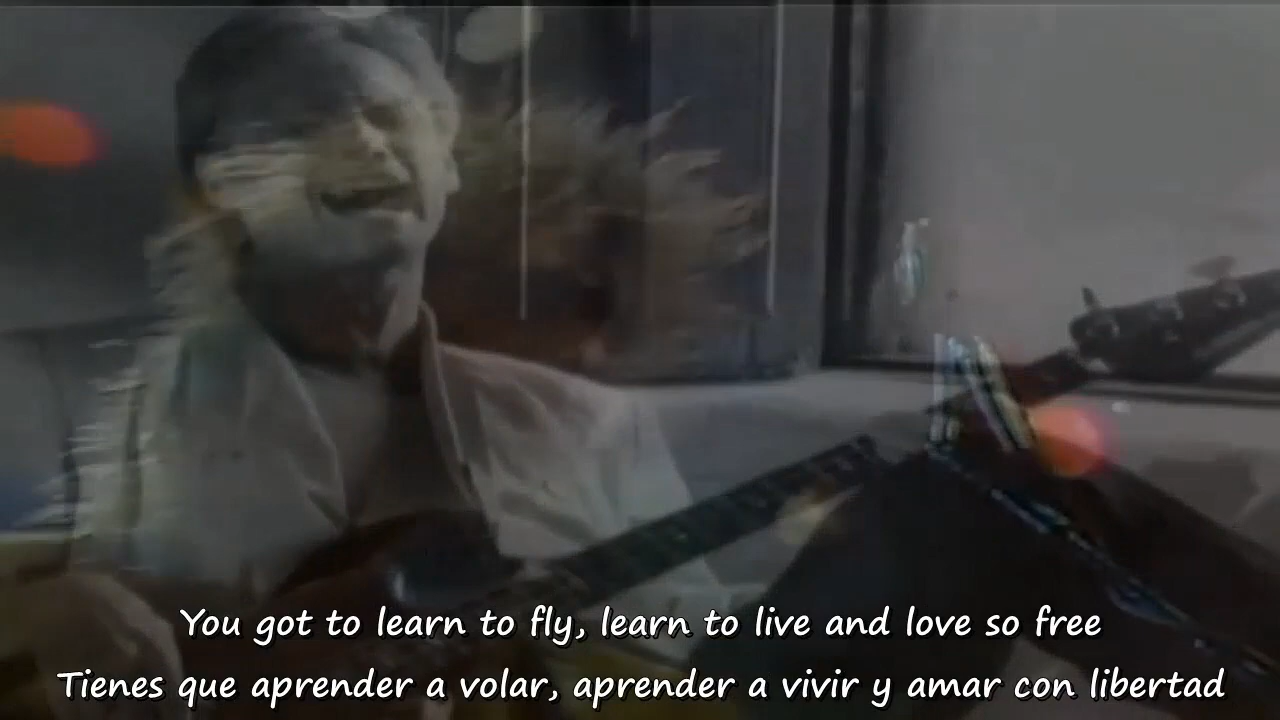 You got to learn to fly, learn to live and love so free
Tienes que aprender a volar, aprender a vivir y amar con libertad